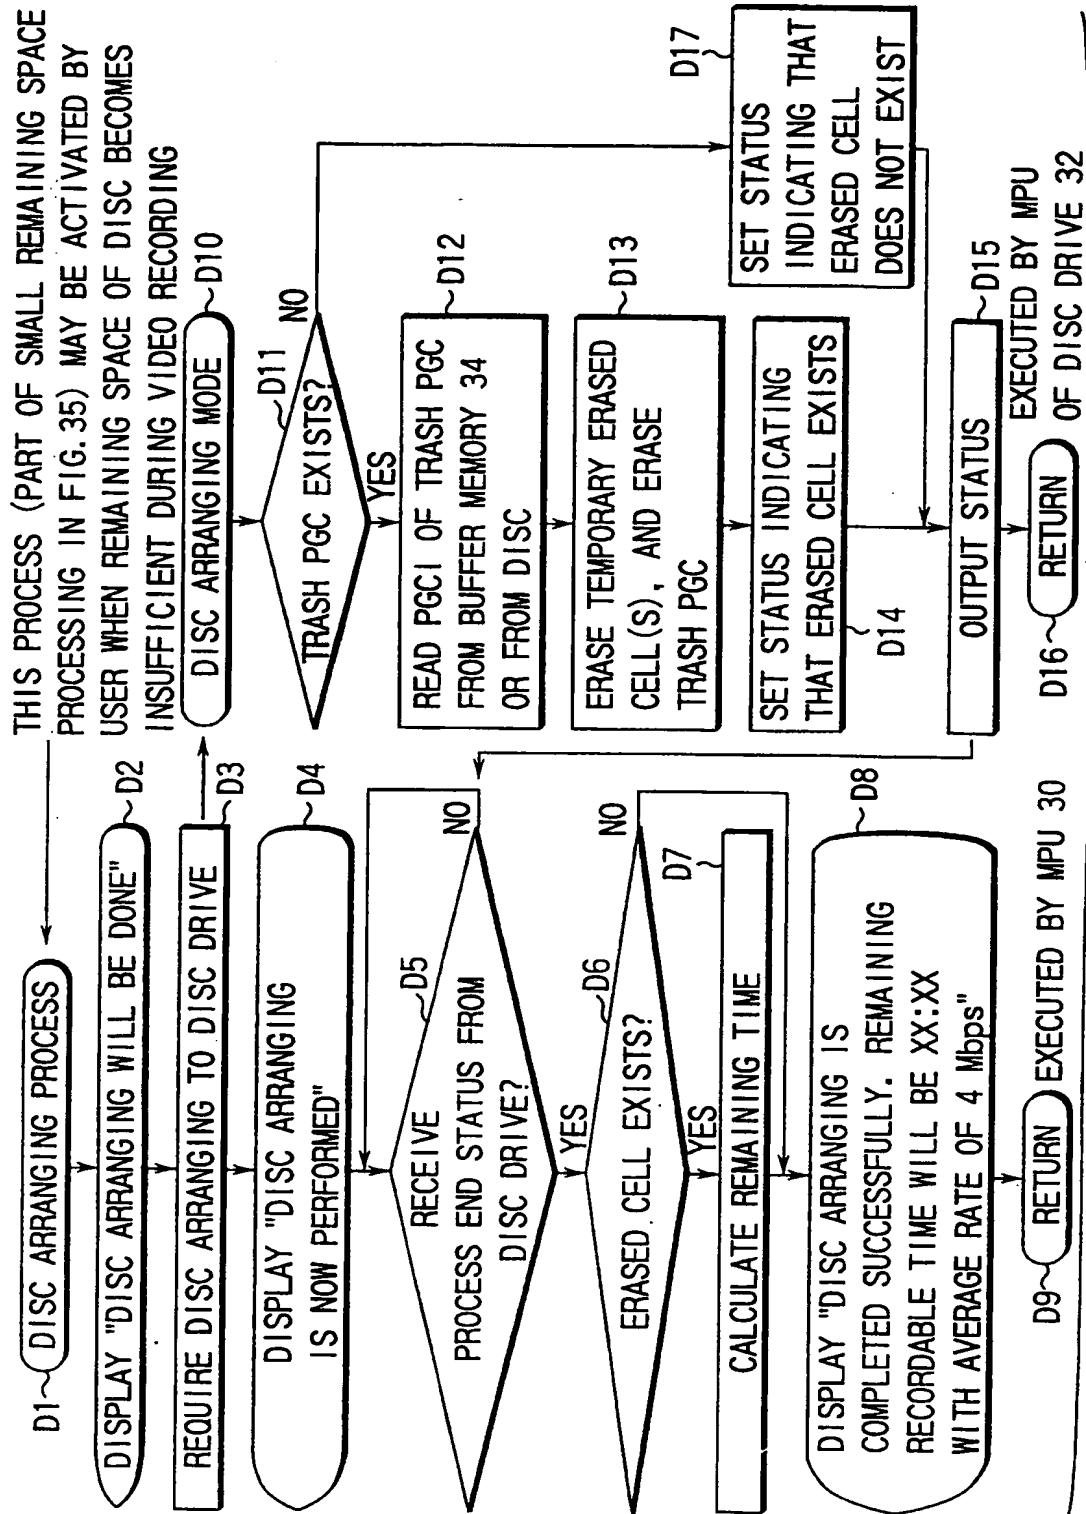 THIS PROCESS (PART OF SMALL REMAINING SPACE
PROCESSING IN FIG.35) MAY BE ACTIVATED BY
USER WHEN REMAINING SPACE OF DISC BECOMES
INSUFFICIENT DURING VIDEO RECORDING
D1
DISC ARRANGING PROCESS
D2
DISPLAY "DISC ARRANGING WILL BE DONE"
D3
REQUIRE DISC ARRANGING TO DISC DRIVE
D4
DISPLAY "DISC ARRANGING
IS NOW PERFORMED"
D5
RECEIVE
PROCESS END STATUS FROM
DISC DRIVE?
NO
YES
D6
ERASED CELL EXISTS?
NO
YES
D7
CALCULATE REMAINING TIME
D8
DISPLAY "DISC ARRANGING IS
COMPLETED SUCCESSFULLY. REMAINING
RECORDABLE TIME WILL BE XX:XX
WITH AVERAGE RATE OF 4 Mbps"
D9
RETURN
EXECUTED BY MPU 30
D10
DISC ARRANGING MODE
D11
TRASH PGC EXISTS?
NO
YES
D12
READ PGCI OF TRASH PGC
FROM BUFFER MEMORY 34
OR FROM DISC
D13
ERASE TEMPORARY ERASED
CELL(S), AND ERASE
TRASH PGC
SET STATUS INDICATING
THAT ERASED CELL EXISTS
D14
D17
SET STATUS
INDICATING THAT
ERASED CELL
DOES NOT EXIST
D15
OUTPUT STATUS
D16
RETURN
EXECUTED BY MPU
OF DISC DRIVE 32